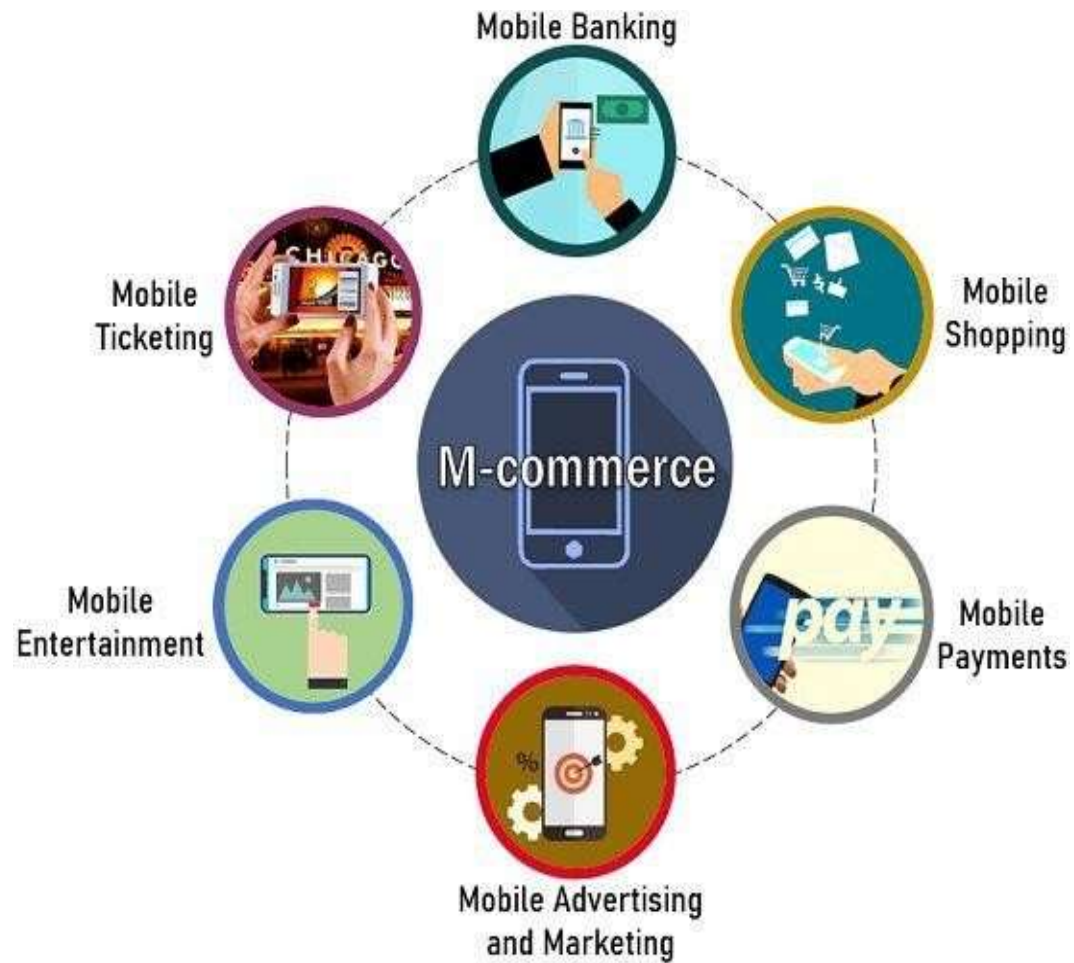 Mobile Banking
Mobile
Shopping
Mobile
Payments
Mobile Advertising
and Marketing
Mobile
Entertainment
Mobile
Ticketing
M-commerce
CHICAGO
pay
%